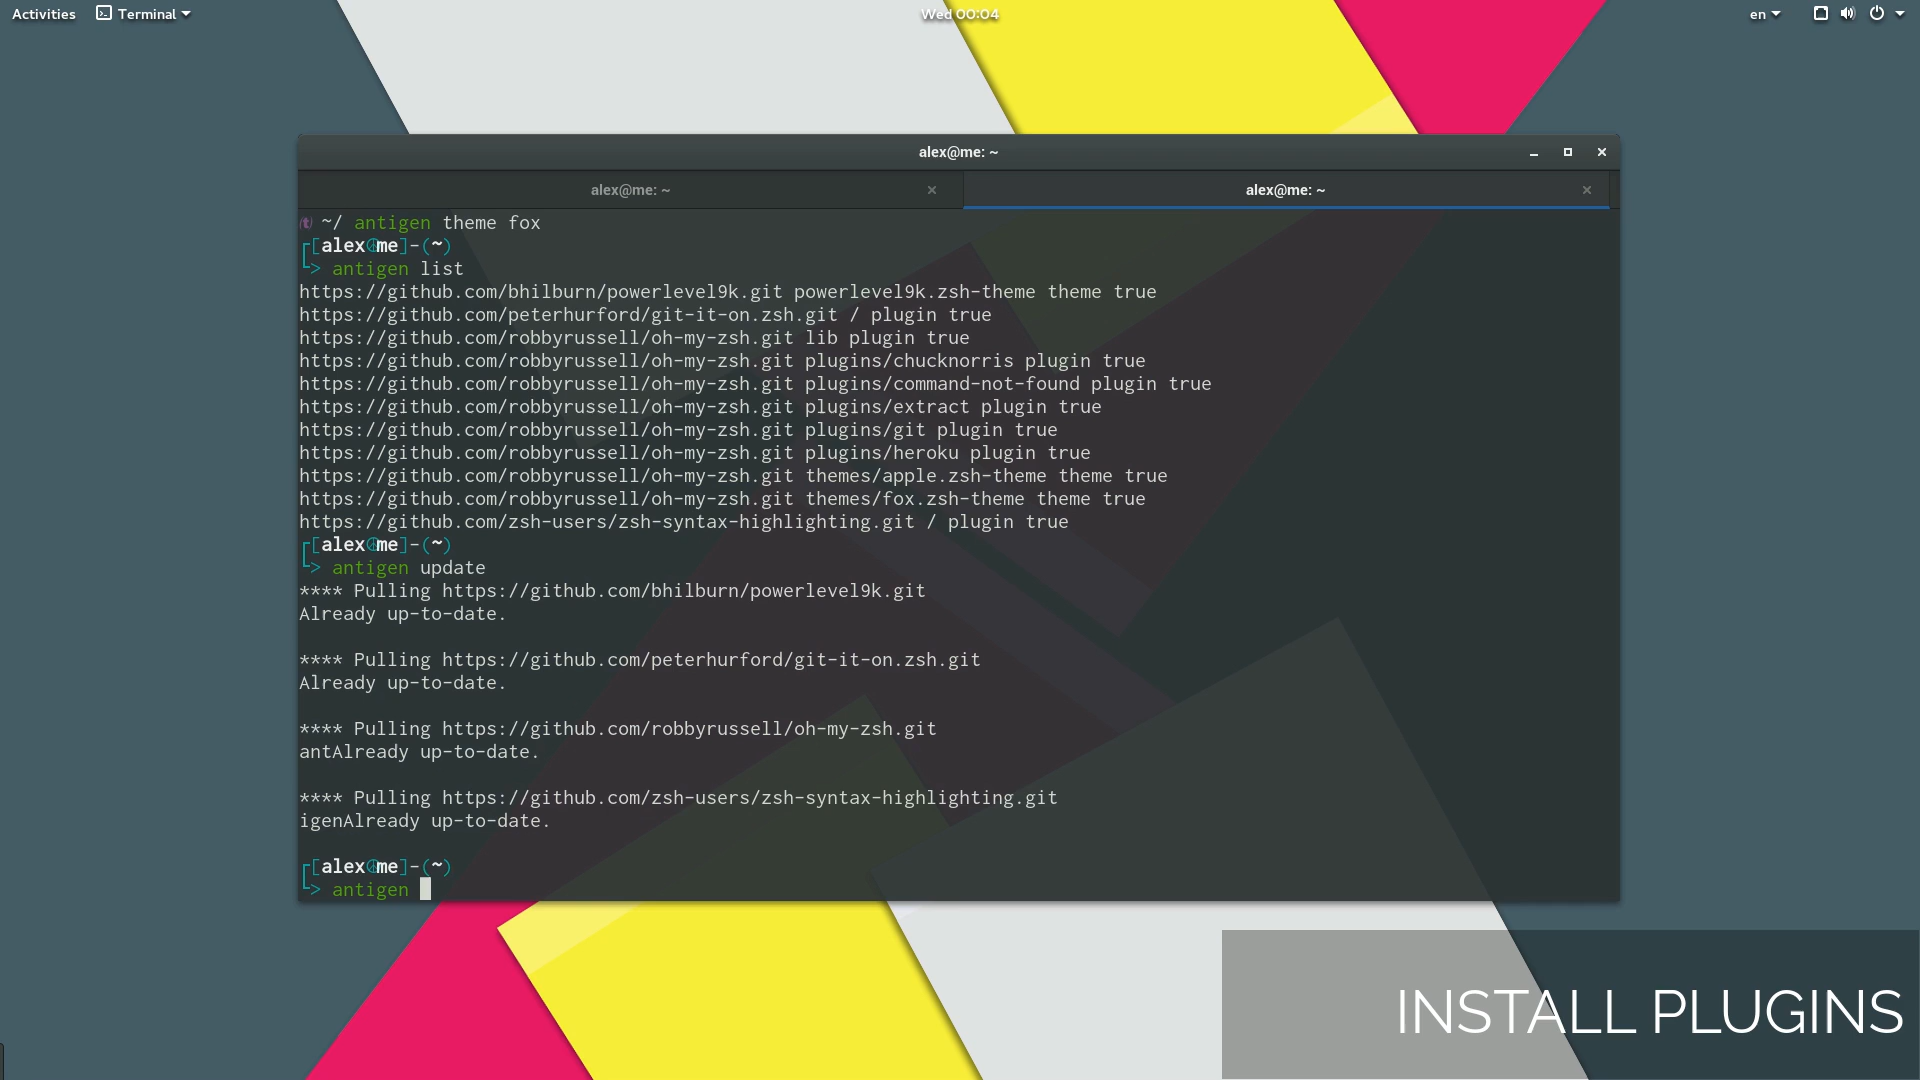 Activities Terminal Wed 00:04 en
alex@me: ~
alex@me: ~ alex@me: ~
~/ antigen theme fox
┌[alex☮me]-(~)
└> antigen list
https://github.com/bhilburn/powerlevel9k.git powerlevel9k.zsh-theme theme true
https://github.com/peterhurford/git-it-on.zsh.git / plugin true
https://github.com/robbyrussell/oh-my-zsh.git lib plugin true
https://github.com/robbyrussell/oh-my-zsh.git plugins/chucknorris plugin true
https://github.com/robbyrussell/oh-my-zsh.git plugins/command-not-found plugin true
https://github.com/robbyrussell/oh-my-zsh.git plugins/extract plugin true
https://github.com/robbyrussell/oh-my-zsh.git plugins/git plugin true
https://github.com/robbyrussell/oh-my-zsh.git plugins/heroku plugin true
https://github.com/robbyrussell/oh-my-zsh.git themes/apple.zsh-theme theme true
https://github.com/robbyrussell/oh-my-zsh.git themes/fox.zsh-theme theme true
https://github.com/zsh-users/zsh-syntax-highlighting.git / plugin true
┌[alex☮me]-(~)
└> antigen update
**** Pulling https://github.com/bhilburn/powerlevel9k.git
Already up-to-date.
**** Pulling https://github.com/peterhurford/git-it-on.zsh.git
Already up-to-date.
**** Pulling https://github.com/robbyrussell/oh-my-zsh.git
antAlready up-to-date.
**** Pulling https://github.com/zsh-users/zsh-syntax-highlighting.git
igenAlready up-to-date.
┌[alex☮me]-(~)
└> antigen
INSTALL PLUGINS